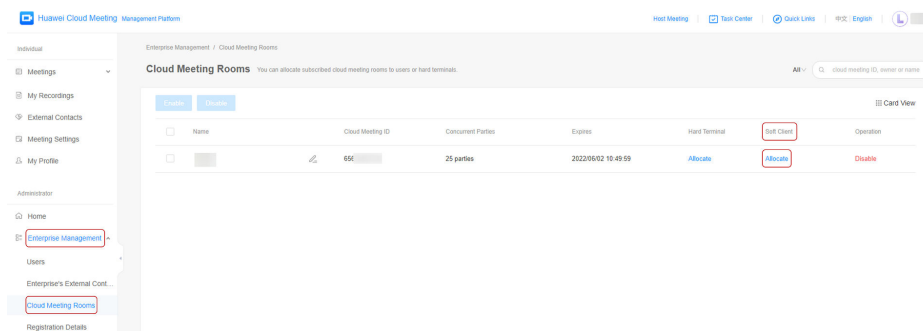 Huawei Cloud Meeting Management Platform
Host Meeting Task Center Quick Links 中文 English L
Individual
Meetings
My Recordings
External Contacts
Meeting Settings
My Profile
Administrator
Home
Enterprise Management
Users
Enterprise's External Cont...
Cloud Meeting Rooms
Registration Details
Enterprise Management / Cloud Meeting Rooms
Cloud Meeting Rooms You can allocate subscribed cloud meeting rooms to users or hard terminals.
All cloud meeting ID, owner or name
Enable Disable
Card View
Name Cloud Meeting ID Concurrent Parties Expires Hard Terminal Soft Client Operation
656 25 parties 2022/06/02 10:49:59 Allocate Allocate Disable